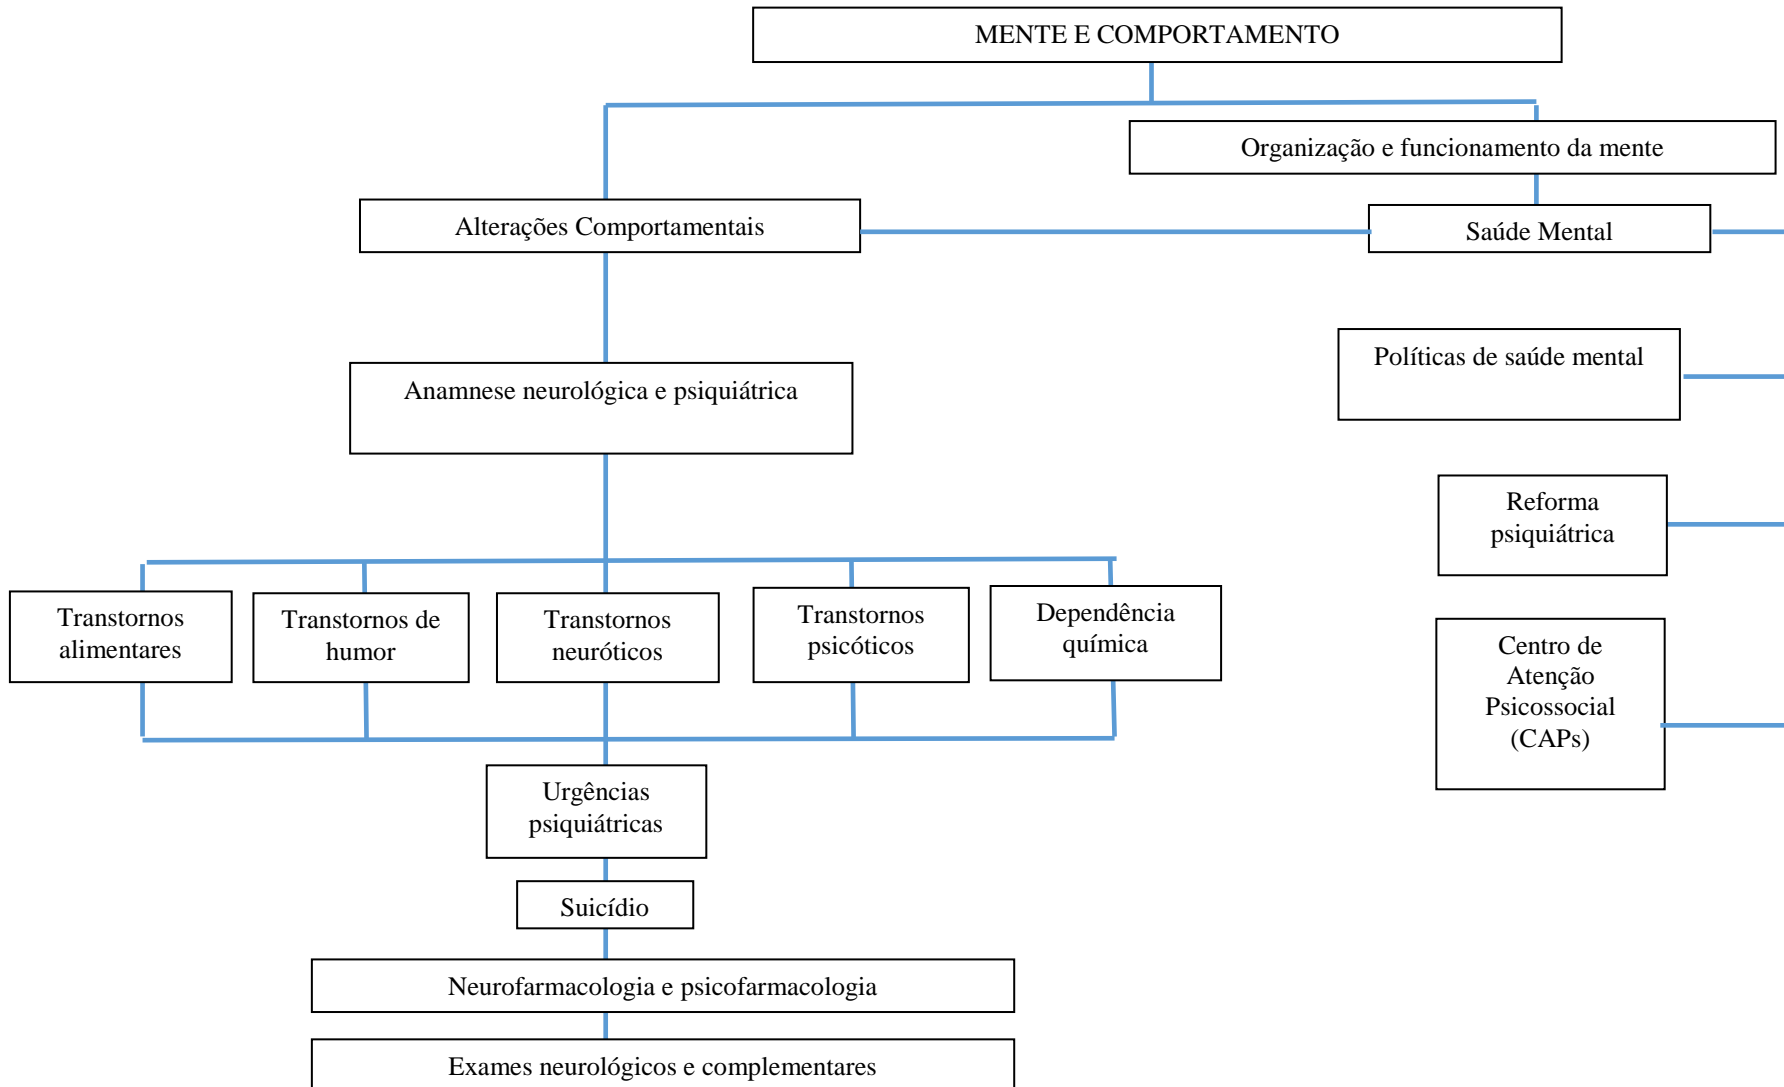 MENTE E COMPORTAMENTO
Organização e funcionamento da mente
Alterações Comportamentais
Saúde Mental
Políticas de saúde mental
Anamnese neurológica e psiquiátrica
Reforma
psiquiátrica
Transtornos
alimentares
Transtornos de
humor
Transtornos
neuróticos
Transtornos
psicóticos
Dependência
química
Centro de
Atenção
Psicossocial
(CAPs)
Urgências
psiquiátricas
Suicídio
Neurofarmacologia e psicofarmacologia
Exames neurológicos e complementares